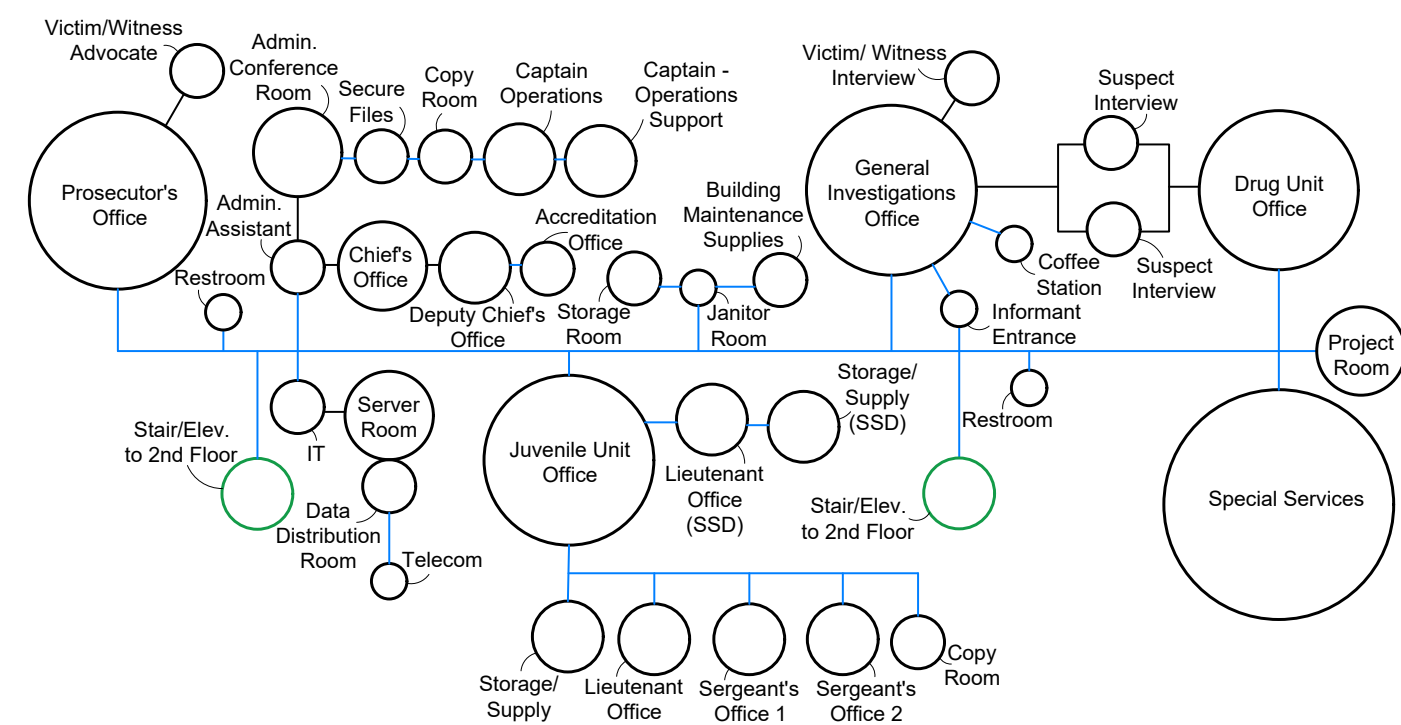 Victim/Witness
Advocate
Admin.
Conference
Room
Secure
Files
Copy
Room
Captain
Operations
Captain -
Operations
Support
Victim/ Witness
Interview
Suspect
Interview
Prosecutor's
Office
General
Investigations
Office
Drug Unit
Office
Admin.
Assistant
Chief's
Office
Accreditation
Office
Building
Maintenance
Supplies
Restroom
Deputy Chief's
Office
Storage
Room
Janitor
Room
Coffee
Station
Suspect
Interview
Informant
Entrance
Project
Room
Stair/Elev.
to 2nd Floor
IT
Server
Room
Juvenile Unit
Office
Storage/
Supply
(SSD)
Restroom
Lieutenant
Office
(SSD)
Stair/Elev.
to 2nd Floor
Special Services
Data
Distribution
Room
Telecom
Storage/
Supply
Lieutenant
Office
Sergeant's
Office 1
Sergeant's
Office 2
Copy
Room